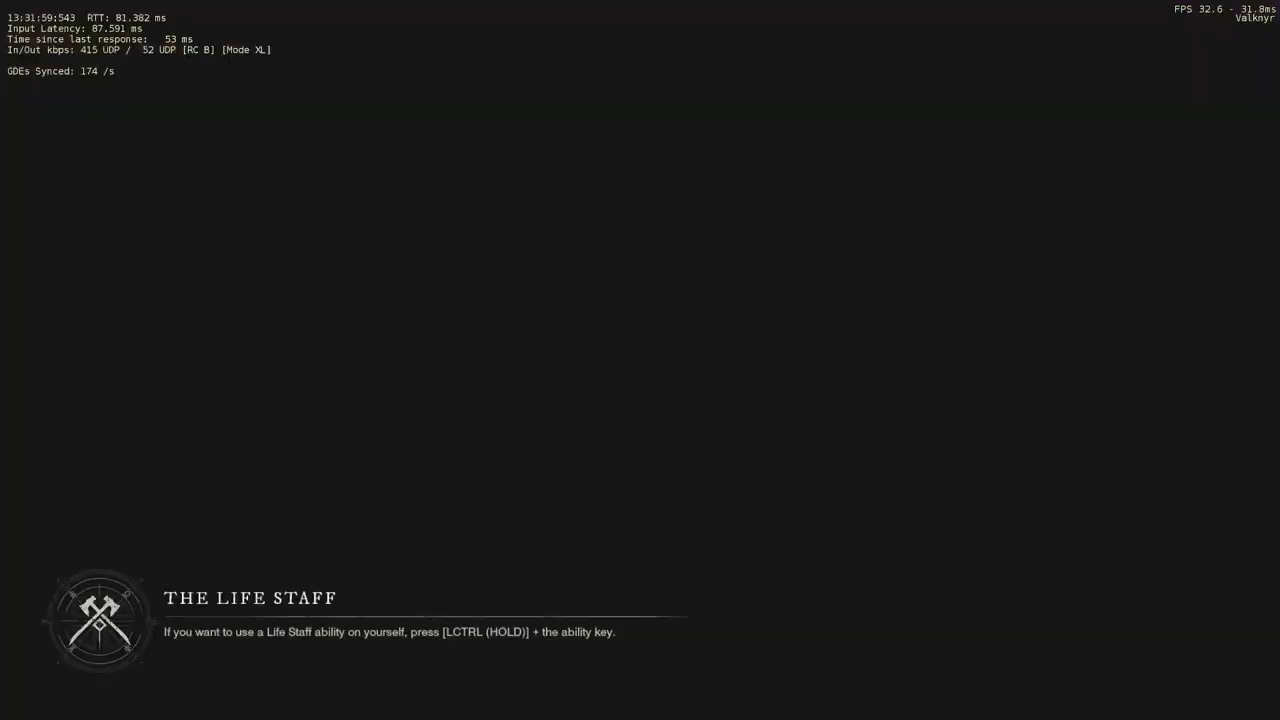 13:31:59:543  RTT: 81.382 ms
Input Latency: 87.591 ms
Time since last response:   53 ms
In/Out kbps: 415 UDP /  52 UDP [RC B] [Mode XL]
GDEs Synced: 174 /s
FPS 32.6 - 31.8ms
Valknyr
THE LIFE STAFF
If you want to use a Life Staff ability on yourself, press [LCTRL (HOLD)] + the ability key.